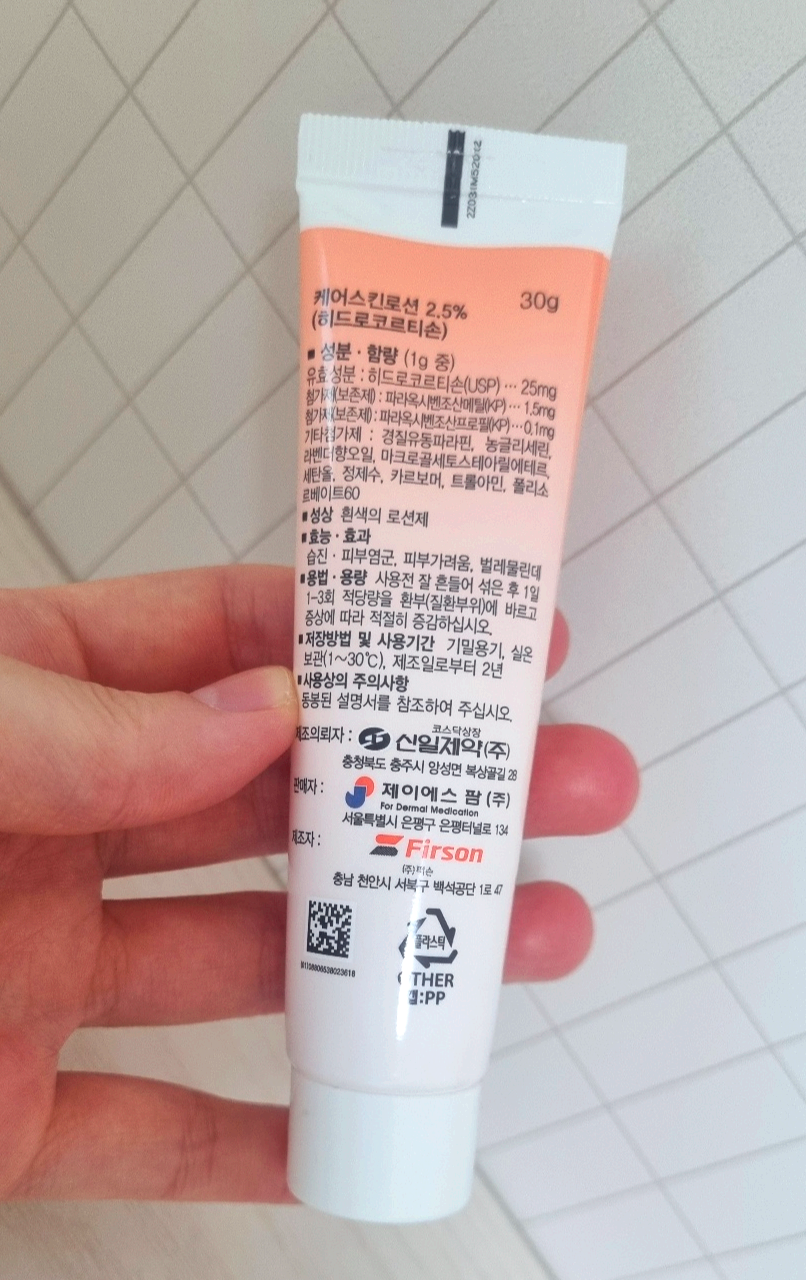 케어스킨로션 2.5% 30g
(히드로코르티손)
■ 성분 · 함량 (1g 중)
유효성분 : 히드로코르티손(USP) ··· 25mg
첨가제(보존제) : 파라옥시벤조산메틸(KP) ··· 1.5mg
첨가제(보존제) : 파라옥시벤조산프로필(KP) ··· 0.1mg
기타첨가제 : 경질유동파라핀, 농글리세린,
라벤더향오일, 마크로골세토스테아릴에테르,
세탄올, 정제수, 카르보머, 트롤아민, 폴리소
르베이트60
■ 성상 흰색의 로션제
■ 효능 · 효과
습진 · 피부염군, 피부가려움, 벌레물린데
■ 용법 · 용량 사용전 잘 흔들어 섞은 후 1일
1-3회 적당량을 환부(질환부위)에 바르고
증상에 따라 적절히 증감하십시오.
■ 저장방법 및 사용기간 기밀용기, 실온
보관(1~30℃), 제조일로부터 2년
■ 사용상의 주의사항
동봉된 설명서를 참조하여 주십시오.
코스닥상장
제조의뢰자 : 신일제약(주)
충청북도 충주시 앙성면 복상골길 28
판매자 : 제이에스 팜 (주)
For Dermal Medication
서울특별시 은평구 은평터널로 134
제조자 : Firson
(주)퍼슨
충남 천안시 서북구 백석공단 1로 47
플라스틱
OTHER
캡:PP